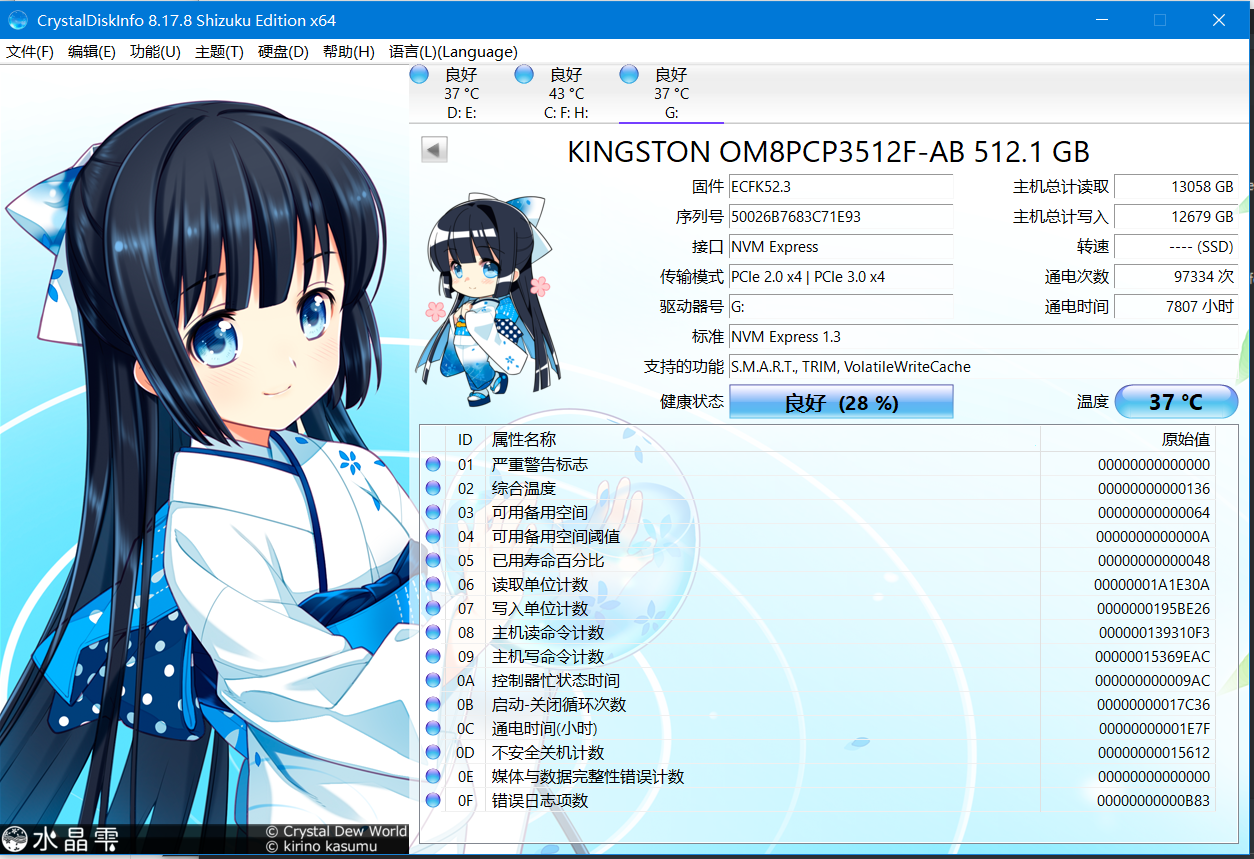 CrystalDiskInfo 8.17.8 Shizuku Edition x64
文件(F) 编辑(E) 功能(U) 主题(T) 硬盘(D) 帮助(H) 语言(L)(Language)
良好 良好 良好
37 °C 43 °C 37 °C
D: E: C: F: H: G:
KINGSTON OM8PCP3512F-AB 512.1 GB
固件 ECFK52.3 主机总计读取 13058 GB
序列号 50026B7683C71E93 主机总计写入 12679 GB
接口 NVM Express 转速 ---- (SSD)
传输模式 PCIe 2.0 x4 | PCIe 3.0 x4 通电次数 97334 次
驱动器号 G: 通电时间 7807 小时
标准 NVM Express 1.3
支持的功能 S.M.A.R.T., TRIM, VolatileWriteCache
健康状态 良好 (28 %) 温度 37 °C
ID 属性名称 原始值
01 严重警告标志 00000000000000
02 综合温度 00000000000136
03 可用备用空间 00000000000064
04 可用备用空间阈值 0000000000000A
05 已用寿命百分比 00000000000048
06 读取单位计数 00000001A1E30A
07 写入单位计数 0000000195BE26
08 主机读命令计数 000000139310F3
09 主机写命令计数 00000015369EAC
0A 控制器忙状态时间 000000000009AC
0B 启动-关闭循环次数 00000000017C36
0C 通电时间(小时) 00000000001E7F
0D 不安全关机计数 00000000015612
0E 媒体与数据完整性错误计数 00000000000000
0F 错误日志项数 00000000000B83
水晶雫
© Crystal Dew World
© kirino kasumu